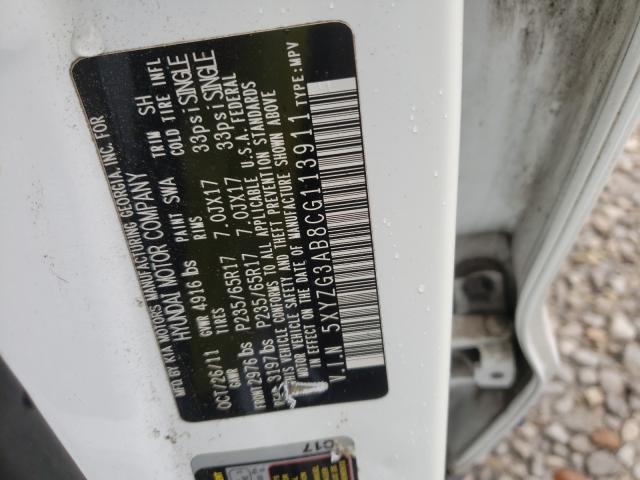 MFD BY KIA MOTORS MANUFACTURING GEORGIA, INC. FOR
HYUNDAI MOTOR COMPANY
OCT/26/11 GVWR 4916 lbs PAINT SWA TRIM SH
GAWR TIRES RIMS COLD TIRE INFL
FRONT 2976 lbs P235/65R17 7.0JX17 33psi SINGLE
3197 lbs P235/65R17 7.0JX17 33psi SINGLE
THIS VEHICLE CONFORMS TO ALL APPLICABLE U.S.A. FEDERAL
MOTOR VEHICLE SAFETY AND THEFT PREVENTION STANDARDS
IN EFFECT ON THE DATE OF MANUFACTURE SHOWN ABOVE
V.I.N 5XYZG3AB8CG113911 TYPE:MPV
C17